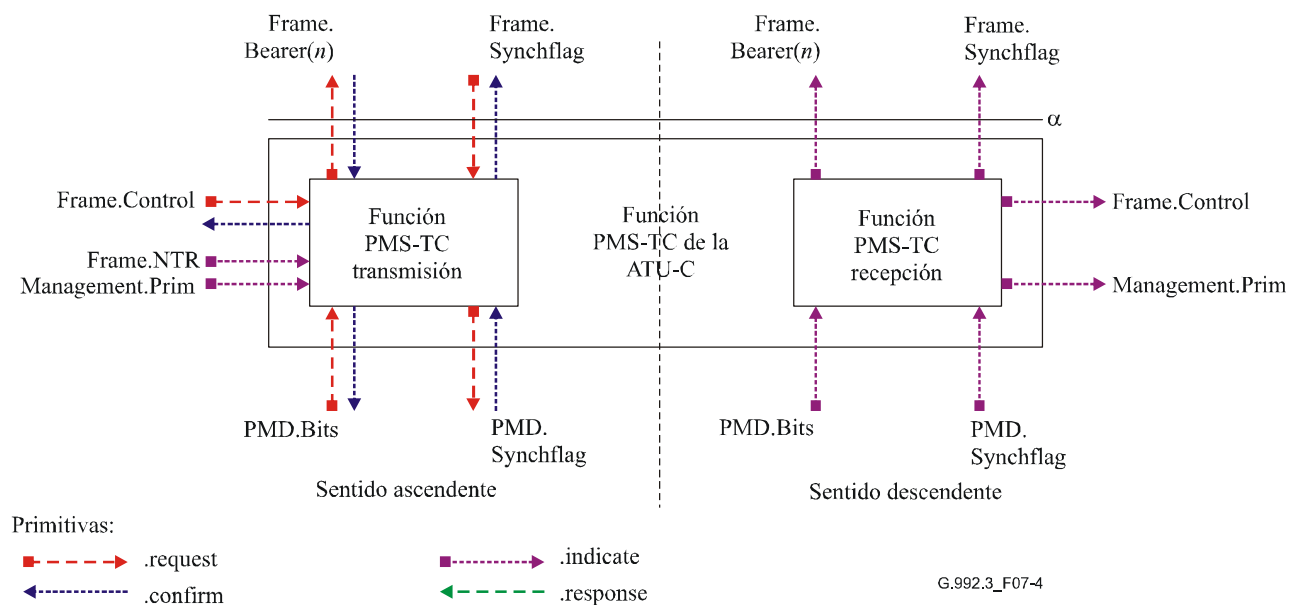 Frame.
Bearer(n)
Frame.
Synchflag
Frame.
Bearer(n)
Frame.
Synchflag
α
Frame.Control
Frame.NTR
Management.Prim
Función
PMS-TC
transmisión
Función
PMS-TC de la
ATU-C
Función
PMS-TC
recepción
Frame.Control
Management.Prim
PMD.Bits
PMD.
Synchflag
PMD.Bits
PMD.
Synchflag
Sentido ascendente
Sentido descendente
Primitivas:
.request
.indicate
.confirm
.response
G.992.3_F07-4